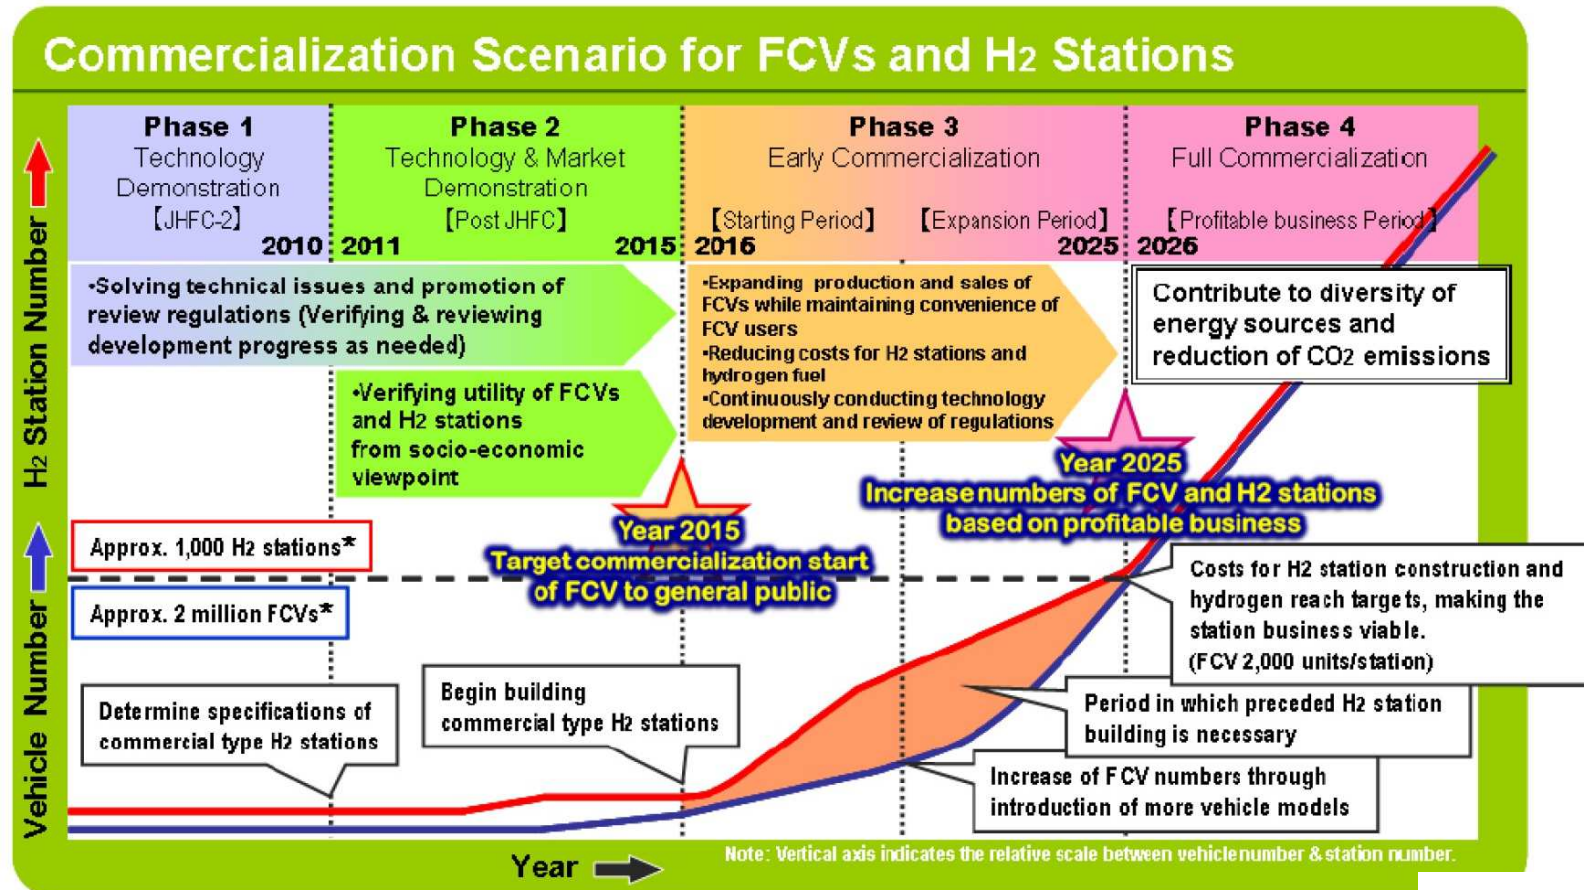 Commercialization Scenario for FCVs and H2 Stations
Phase 1
Technology
Demonstration
【JHFC-2】
2010
Phase 2
Technology & Market
Demonstration
【Post JHFC】
2011
2015
Phase 3
Early Commercialization
【Starting Period】
【Expansion Period】
2016
2025
Phase 4
Full Commercialization
【Profitable business Period】
2026
•Solving technical issues and promotion of
review regulations (Verifying & reviewing
development progress as needed)
•Verifying utility of FCVs
and H2 stations
from socio-economic
viewpoint
•Expanding production and sales of
FCVs while maintaining convenience of
FCV users
•Reducing costs for H2 stations and
hydrogen fuel
•Continuously conducting technology
development and review of regulations
Contribute to diversity of
energy sources and
reduction of CO2 emissions
Year 2015
Target commercialization start
of FCV to general public
Year 2025
Increase numbers of FCV and H2 stations
based on profitable business
Approx. 1,000 H2 stations*
Approx. 2 million FCVs*
Determine specifications of
commercial type H2 stations
Begin building
commercial type H2 stations
Costs for H2 station construction and
hydrogen reach targets, making the
station business viable.
(FCV 2,000 units/station)
Period in which preceded H2 station
building is necessary
Increase of FCV numbers through
introduction of more vehicle models
H2 Station Number
Vehicle Number
Year
Note: Vertical axis indicates the relative scale between vehicle number & station number.